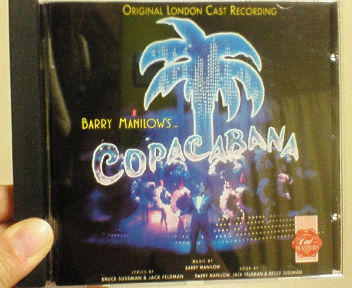 ORIGINAL LONDON CAST RECORDING
BARRY MANILOW'S
COPACABANA
MUSIC BY
BARRY MANILOW
LYRICS BY
BRUCE SUSSMAN & JACK FELDMAN
BOOK BY
BARRY MANILOW, JACK FELDMAN & BRUCE SUSSMAN
MASTERS